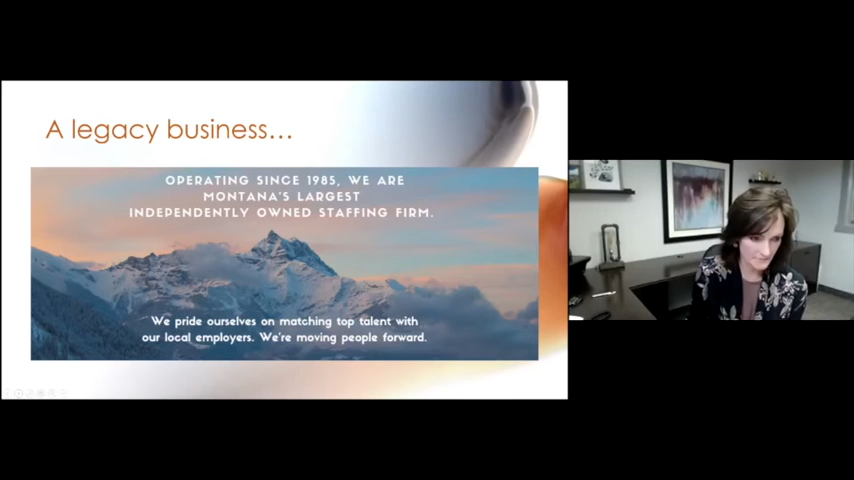 A legacy business...
OPERATING SINCE 1985, WE ARE
MONTANA'S LARGEST
INDEPENDENTLY OWNED STAFFING FIRM.
We pride ourselves on matching top talent with
our local employers. We're moving people forward.